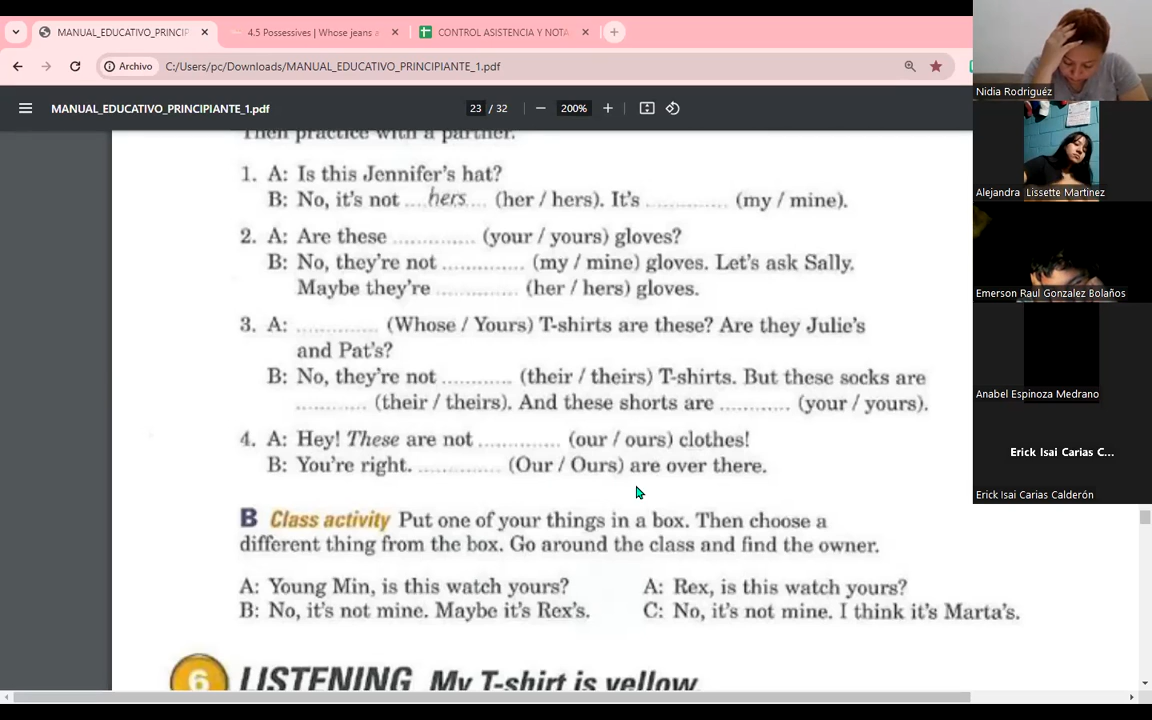 MANUAL_EDUCATIVO_PRINCIP
4.5 Possessives | Whose jeans a
CONTROL ASISTENCIA Y NOTA
Archivo
C:/Users/pc/Downloads/MANUAL_EDUCATIVO_PRINCIPIANTE_1.pdf
MANUAL_EDUCATIVO_PRINCIPIANTE_1.pdf
23 / 32
200%
Then practice with a partner.
1. A: Is this Jennifer's hat?
B: No, it's not ....hers.... (her / hers). It's .............. (my / mine).
2. A: Are these .............. (your / yours) gloves?
B: No, they're not .............. (my / mine) gloves. Let's ask Sally.
Maybe they're .............. (her / hers) gloves.
3. A: .............. (Whose / Yours) T-shirts are these? Are they Julie's
and Pat's?
B: No, they're not ............ (their / theirs) T-shirts. But these socks are
............ (their / theirs). And these shorts are ............ (your / yours).
4. A: Hey! These are not .............. (our / ours) clothes!
B: You're right. .............. (Our / Ours) are over there.
B Class activity Put one of your things in a box. Then choose a
different thing from the box. Go around the class and find the owner.
A: Young Min, is this watch yours?
B: No, it's not mine. Maybe it's Rex's.
A: Rex, is this watch yours?
C: No, it's not mine. I think it's Marta's.
6 LISTENING My T-shirt is yellow
Nidia Rodriguéz
Alejandra Lissette Martinez
Emerson Raul Gonzalez Bolaños
Anabel Espinoza Medrano
Erick Isai Carias C...
Erick Isai Carias Calderón